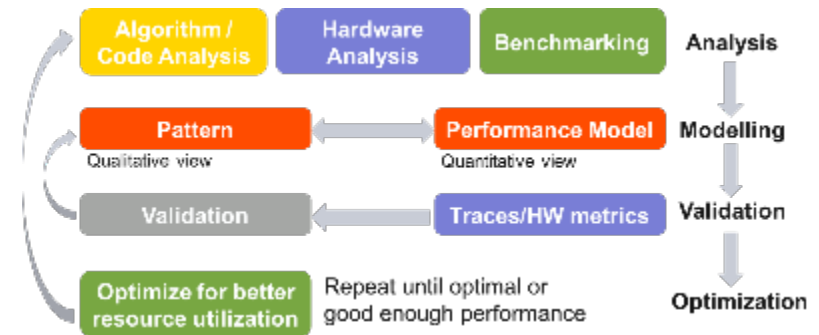 Algorithm /
Code Analysis
Hardware
Analysis
Benchmarking
Analysis
Pattern
Performance Model
Modelling
Qualitative view
Quantitative view
Validation
Traces/HW metrics
Validation
Optimize for better
resource utilization
Repeat until optimal or
good enough performance
Optimization